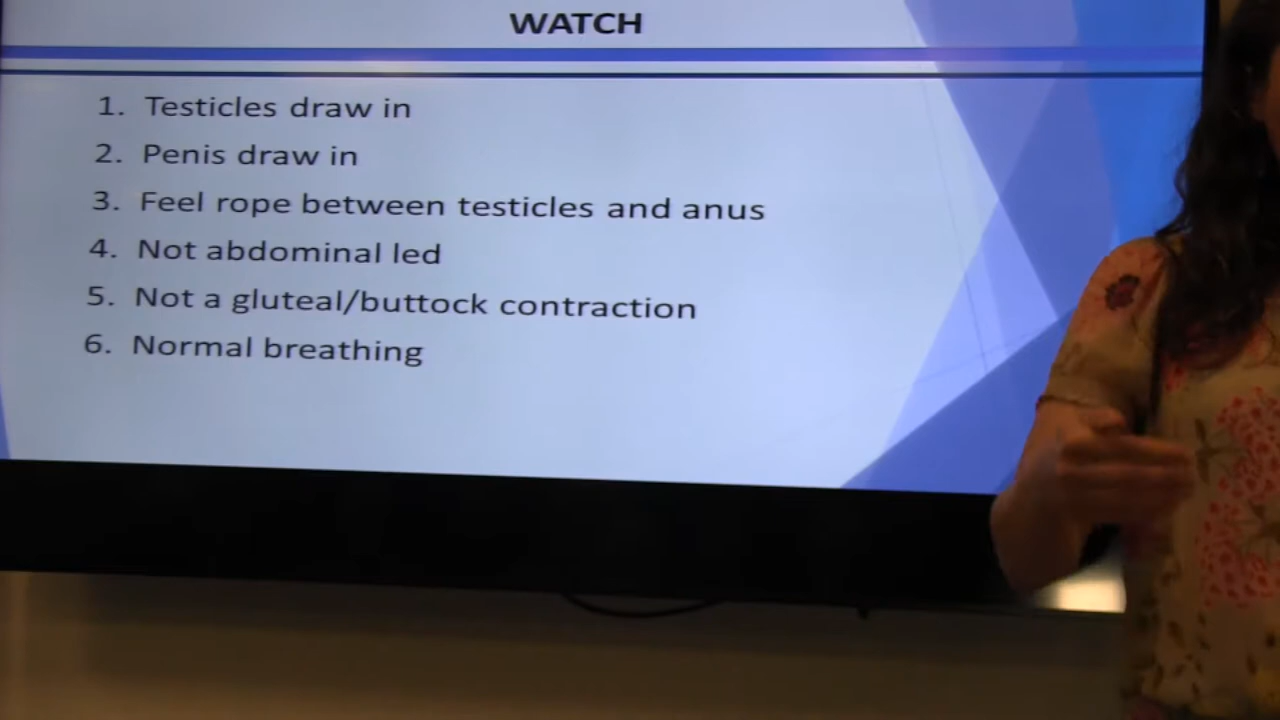 WATCH
1. Testicles draw in
2. Penis draw in
3. Feel rope between testicles and anus
4. Not abdominal led
5. Not a gluteal/buttock contraction
6. Normal breathing